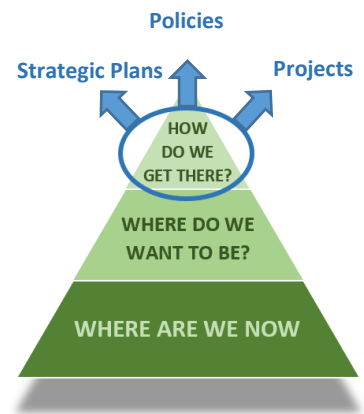 Policies
Strategic Plans
Projects
HOW
DO WE
GET THERE?
WHERE DO WE
WANT TO BE?
WHERE ARE WE NOW